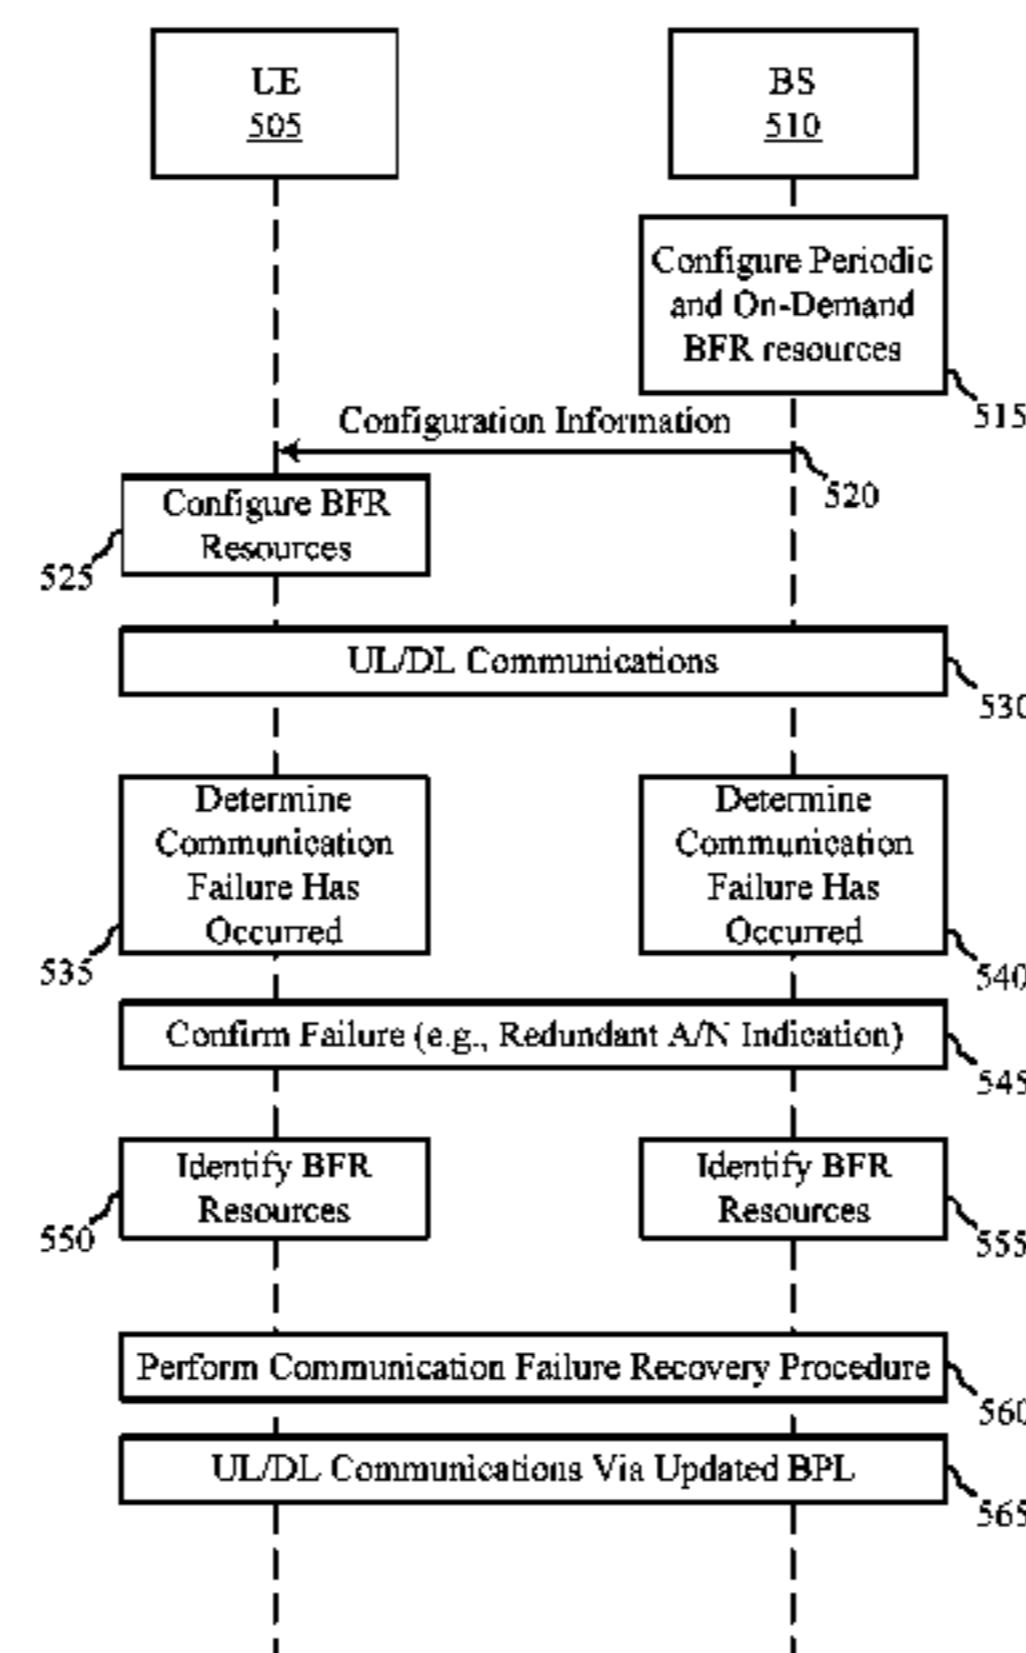 UE
505
BS
510
Configure Periodic
and On-Demand
BFR resources
515
Configuration Information
520
Configure BFR
Resources
525
UL/DL Communications
530
Determine
Communication
Failure Has
Occurred
535
Determine
Communication
Failure Has
Occurred
540
Confirm Failure (e.g., Redundant A/N Indication)
545
Identify BFR
Resources
550
Identify BFR
Resources
555
Perform Communication Failure Recovery Procedure
560
UL/DL Communications Via Updated BPL
565